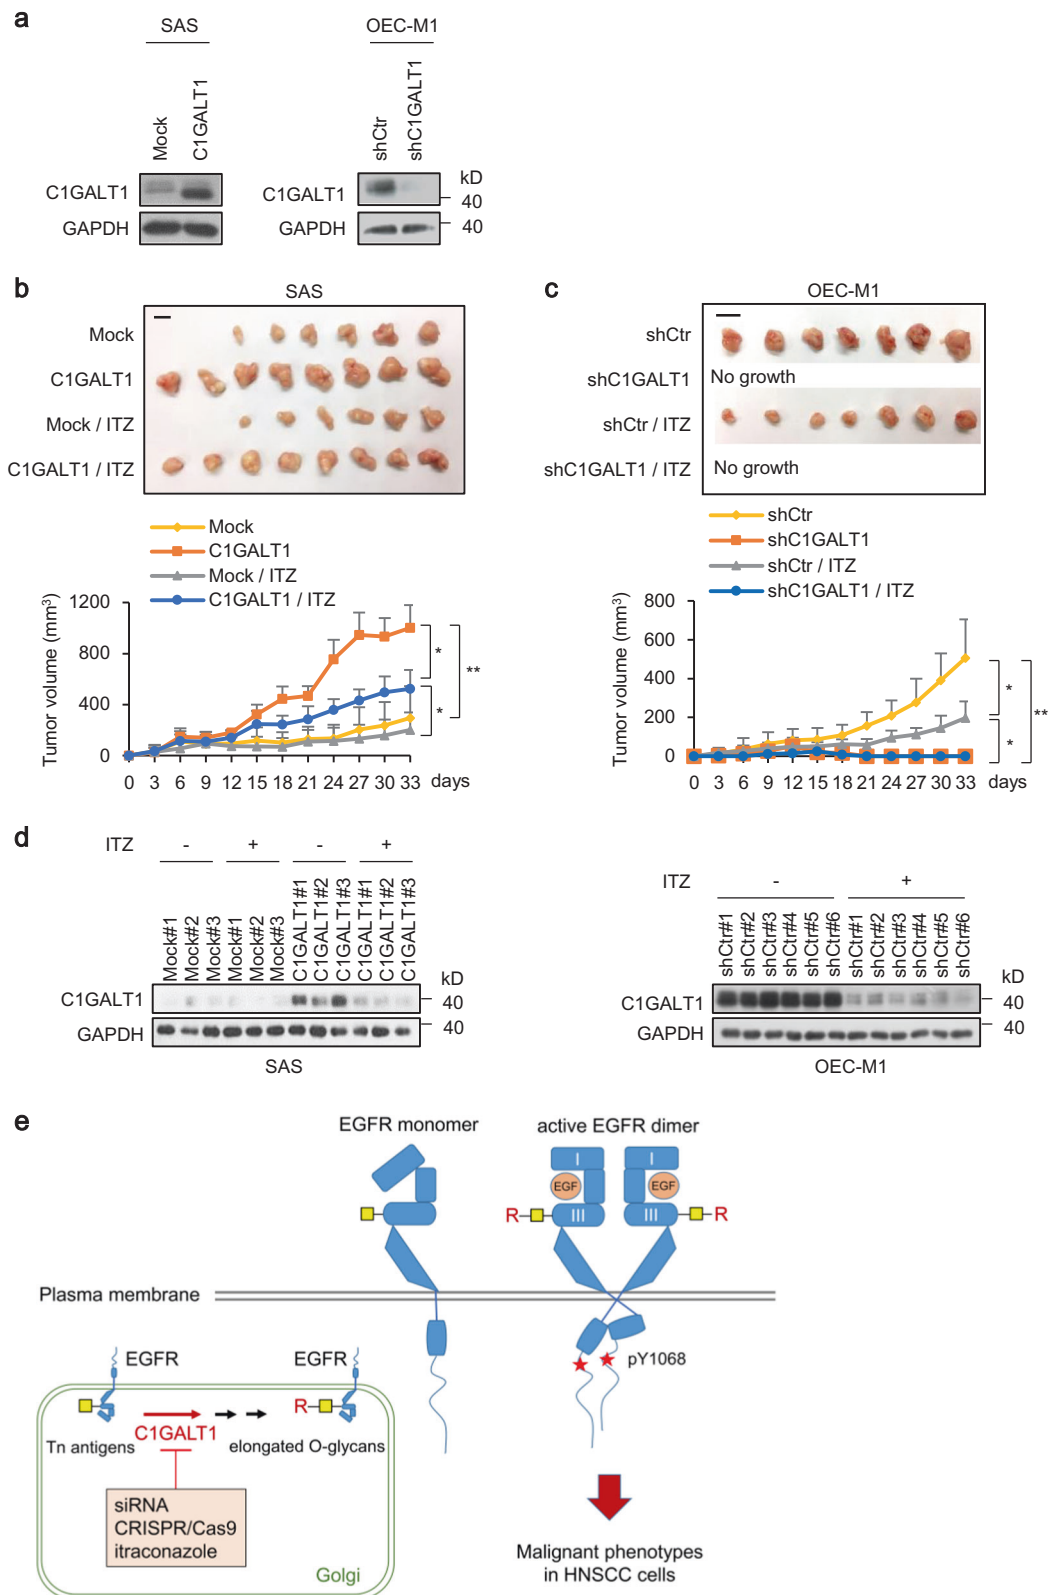 a
SAS
OEC-M1
Mock
C1GALT1
shCtr
shC1GALT1
C1GALT1
GAPDH
C1GALT1
GAPDH
kD
40
40
b
SAS
Mock
C1GALT1
Mock / ITZ
C1GALT1 / ITZ
Mock
C1GALT1
Mock / ITZ
C1GALT1 / ITZ
Tumor volume (mm³)
1200
800
400
0
0 3 6 9 12 15 18 21 24 27 30 33 days
*
*
**
c
OEC-M1
shCtr
shC1GALT1
No growth
shCtr / ITZ
shC1GALT1 / ITZ
No growth
shCtr
shC1GALT1
shCtr / ITZ
shC1GALT1 / ITZ
Tumor volume (mm³)
800
600
400
200
0
0 3 6 9 12 15 18 21 24 27 30 33 days
*
*
**
d
ITZ - + - +
Mock#1
Mock#2
Mock#3
Mock#1
Mock#2
Mock#3
C1GALT1#1
C1GALT1#2
C1GALT1#3
C1GALT1#1
C1GALT1#2
C1GALT1#3
kD
C1GALT1
40
GAPDH
40
SAS
ITZ - +
shCtr#1
shCtr#2
shCtr#3
shCtr#4
shCtr#5
shCtr#6
shCtr#1
shCtr#2
shCtr#3
shCtr#4
shCtr#5
shCtr#6
kD
C1GALT1
40
GAPDH
40
OEC-M1
e
EGFR monomer
active EGFR dimer
I
I
EGF
EGF
R
III
III
R
Plasma membrane
pY1068
EGFR
EGFR
R
C1GALT1
Tn antigens
elongated O-glycans
siRNA
CRISPR/Cas9
itraconazole
Golgi
Malignant phenotypes
in HNSCC cells